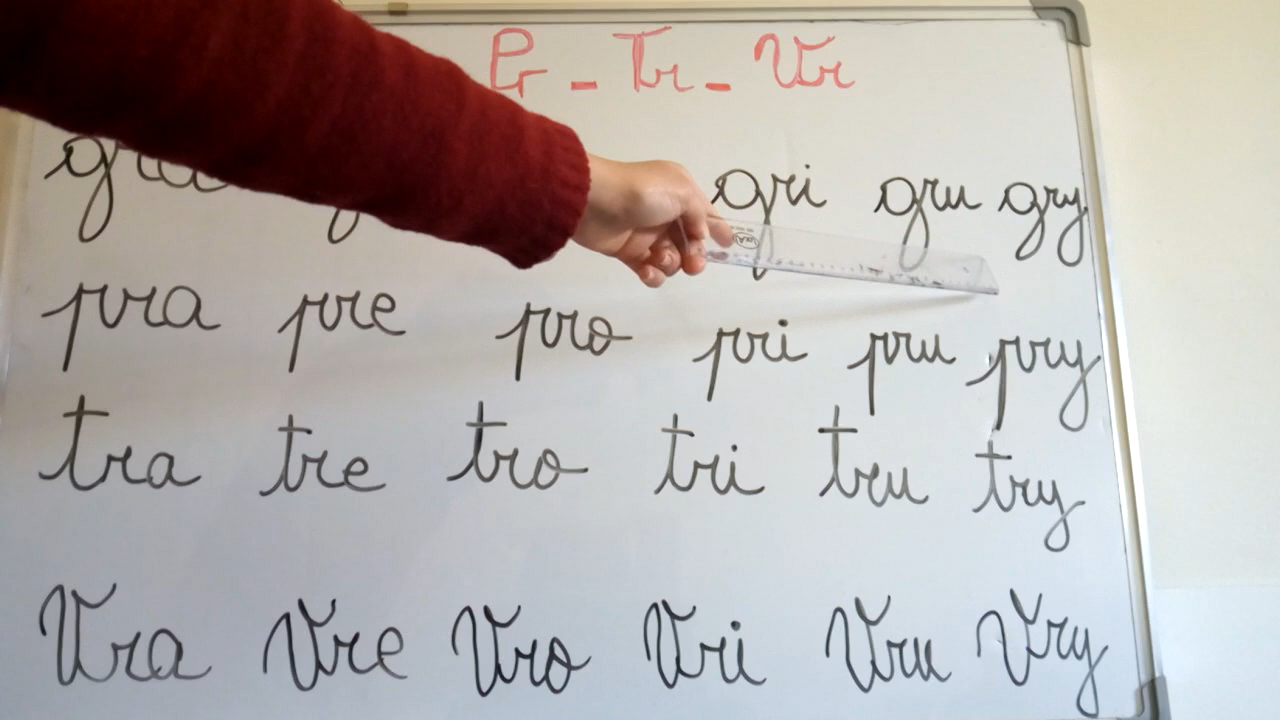 Pr - Tr - Vr
gri gru gry
pra pre pro pri pru pry
tra tre tro tri tru try
Vra Vre Vro Vri Vru Vry